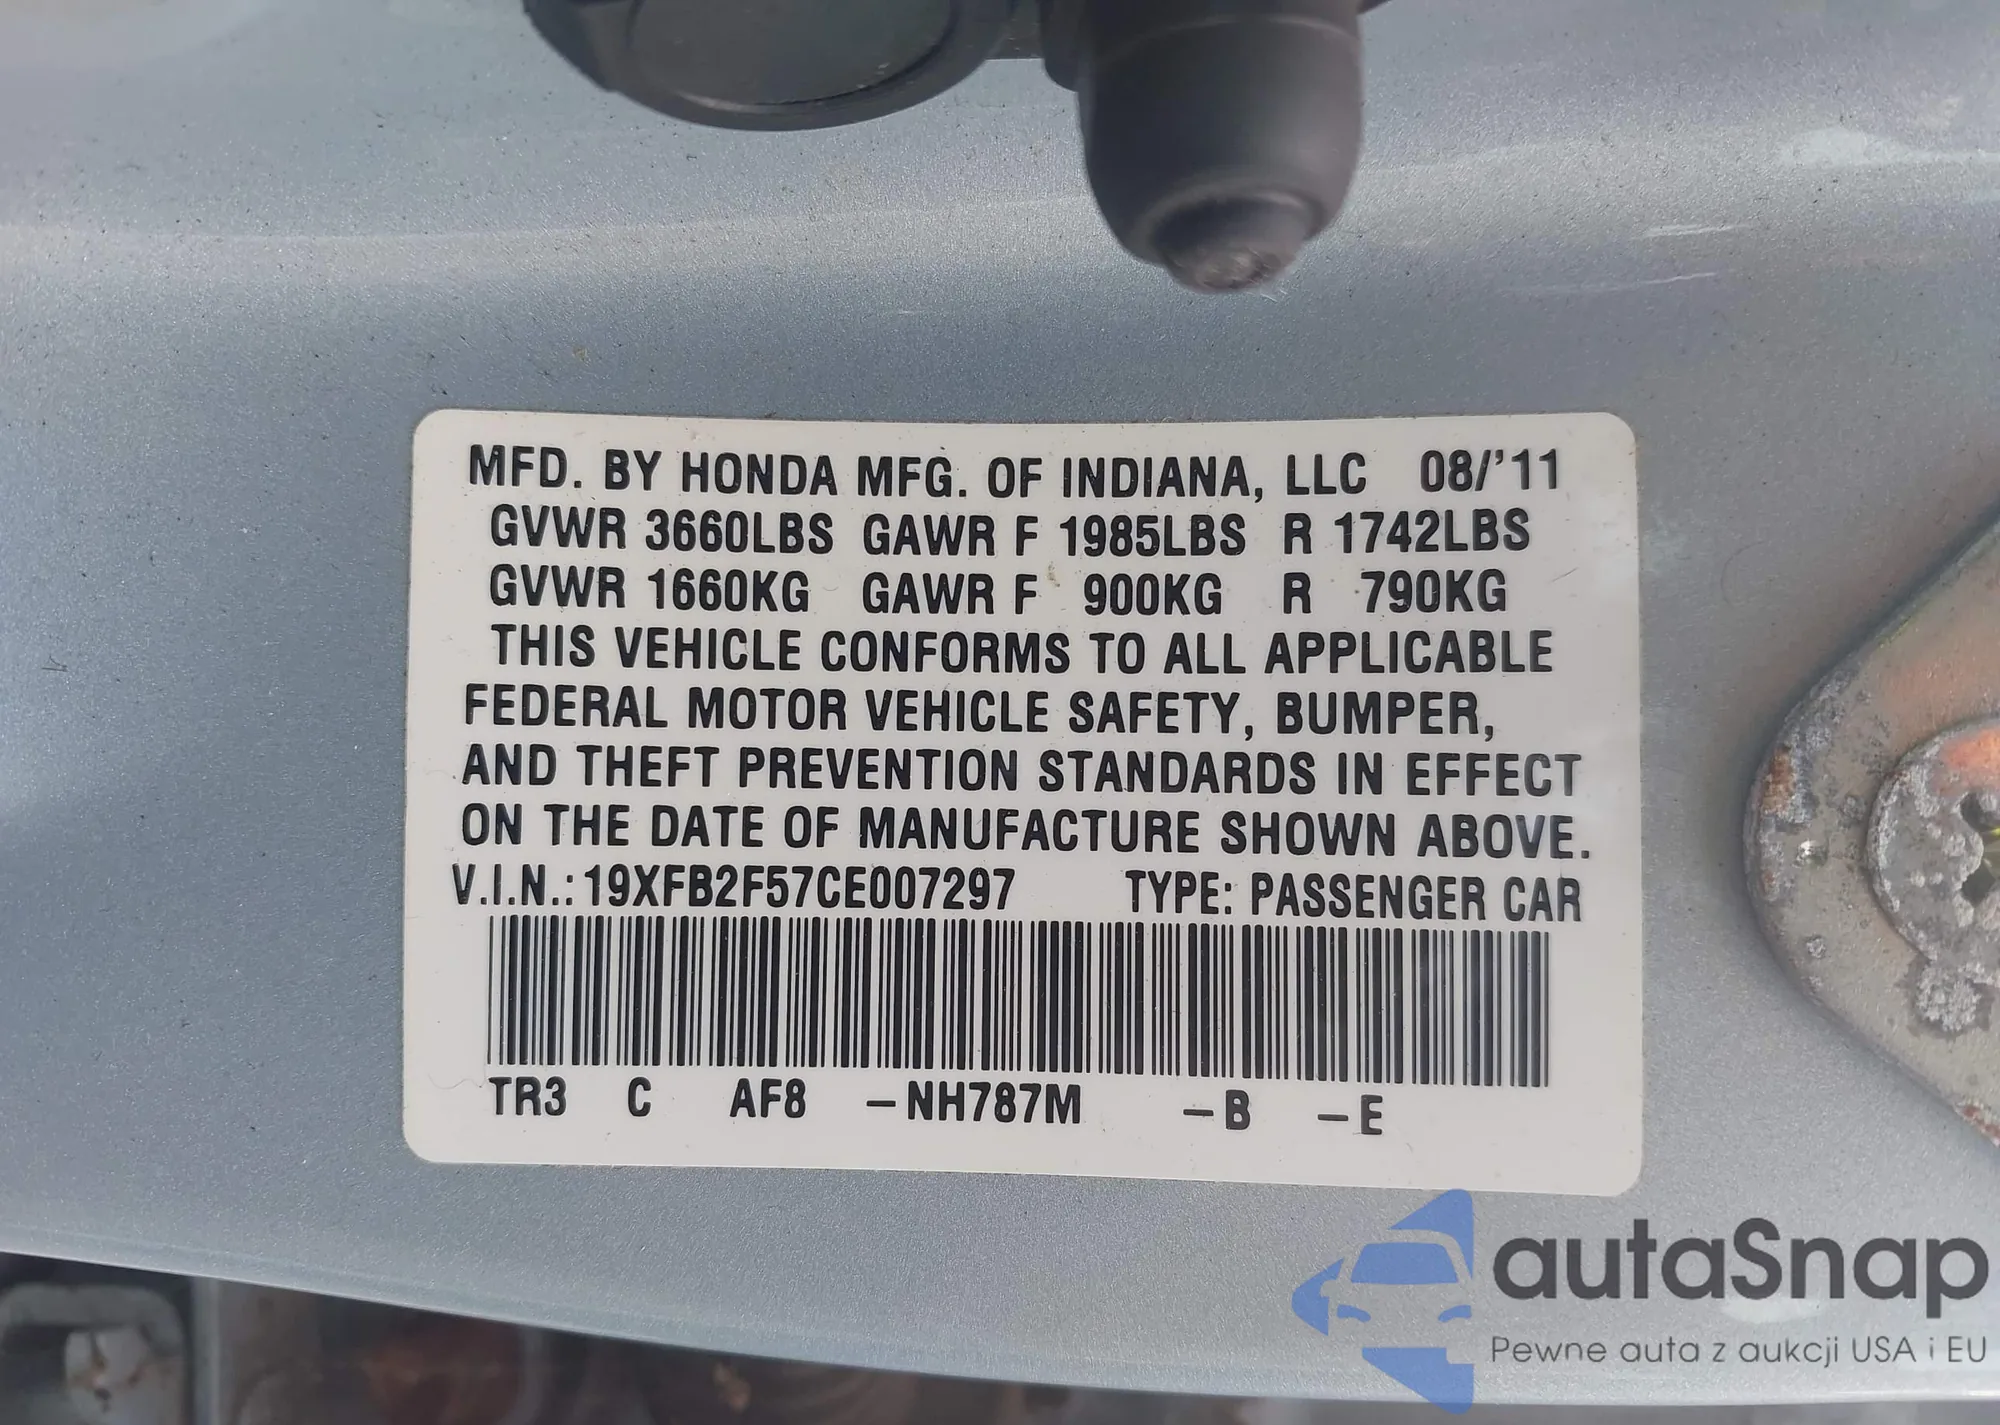 MFD. BY HONDA MFG. OF INDIANA, LLC 08/'11
GVWR 3660LBS GAWR F 1985LBS R 1742LBS
GVWR 1660KG GAWR F 900KG R 790KG
THIS VEHICLE CONFORMS TO ALL APPLICABLE
FEDERAL MOTOR VEHICLE SAFETY, BUMPER,
AND THEFT PREVENTION STANDARDS IN EFFECT
ON THE DATE OF MANUFACTURE SHOWN ABOVE.
V.I.N.: 19XFB2F57CE007297 TYPE: PASSENGER CAR
TR3 C AF8 -NH787M -B -E
autaSnap
Pewne auta z aukcji USA i EU